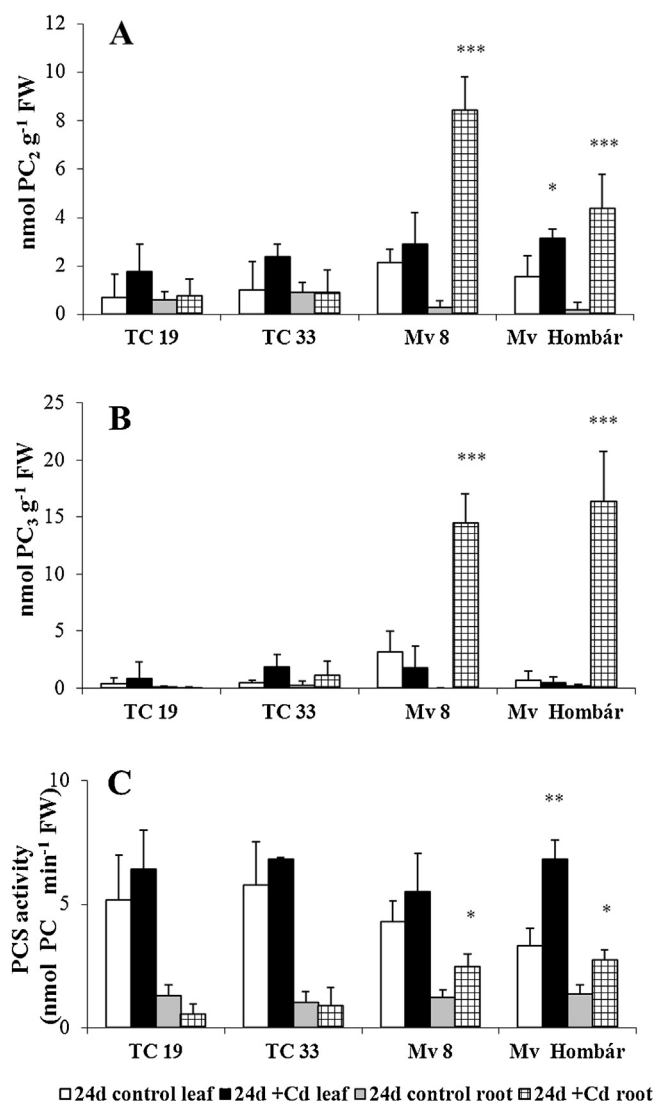 A
nmol PC₂ g⁻¹ FW
14
12
10
8
6
4
2
0
***
*
***
TC 19 TC 33 Mv 8 Mv Hombár
B
nmol PC₃ g⁻¹ FW
25
20
15
10
5
0
***
***
TC 19 TC 33 Mv 8 Mv Hombár
C
PCS activity
(nmol PC min⁻¹ FW)
10
5
0
*
**
*
TC 19 TC 33 Mv 8 Mv Hombár
24d control leaf 24d +Cd leaf 24d control root 24d +Cd root